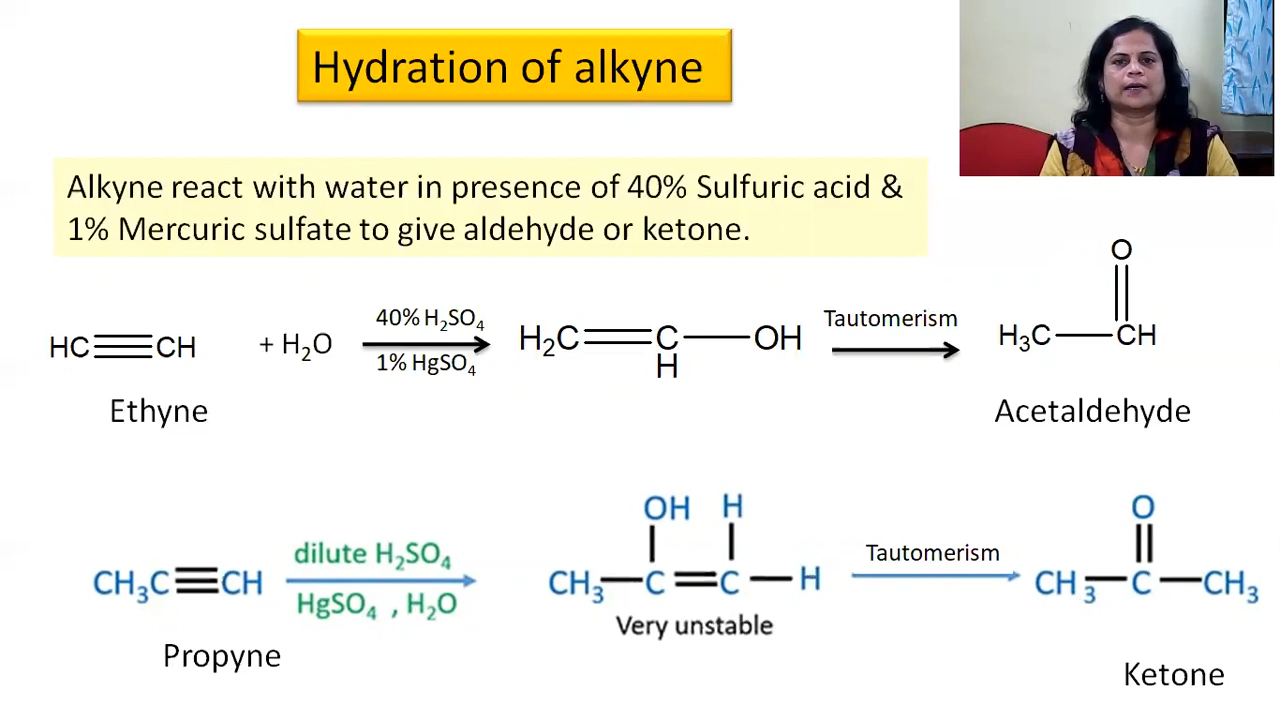 Hydration of alkyne
Alkyne react with water in presence of 40% Sulfuric acid &
1% Mercuric sulfate to give aldehyde or ketone.
HC≡CH + H₂O 40% H₂SO₄ 1% HgSO₄ H₂C=C—OH Tautomerism H₃C—CH
H
O
Ethyne
Acetaldehyde
OH H
O
CH₃C≡CH dilute H₂SO₄ HgSO₄ , H₂O CH₃—C=C—H Tautomerism CH₃—C—CH₃
Very unstable
Propyne
Ketone